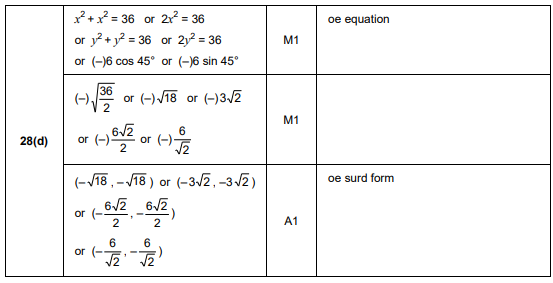 28(d)
x² + x² = 36 or 2x² = 36
or y² + y² = 36 or 2y² = 36
or (–)6 cos 45° or (–)6 sin 45°
M1
oe equation
(–)√(36/2) or (–)√18 or (–)3√2
or (–)6√2/2 or (–)6/√2
M1
(–√18 , –√18 ) or (–3√2 , –3√2 )
or (–6√2/2, –6√2/2)
or (–6/√2, –6/√2)
A1
oe surd form